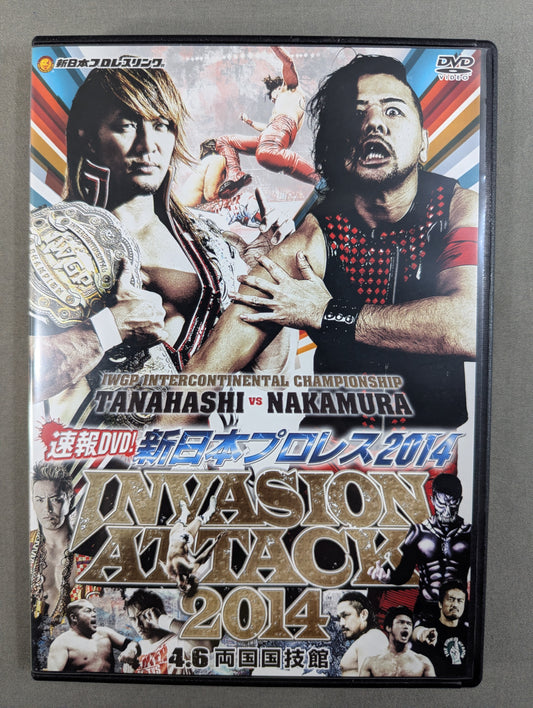 新日本プロレスリング
DVD
VIDEO
IWGP
IWGP INTERCONTINENTAL CHAMPIONSHIP
TANAHASHI VS NAKAMURA
速報DVD! 新日本プロレス2014
INVASION
ATTACK
2014
4.6 両国国技館